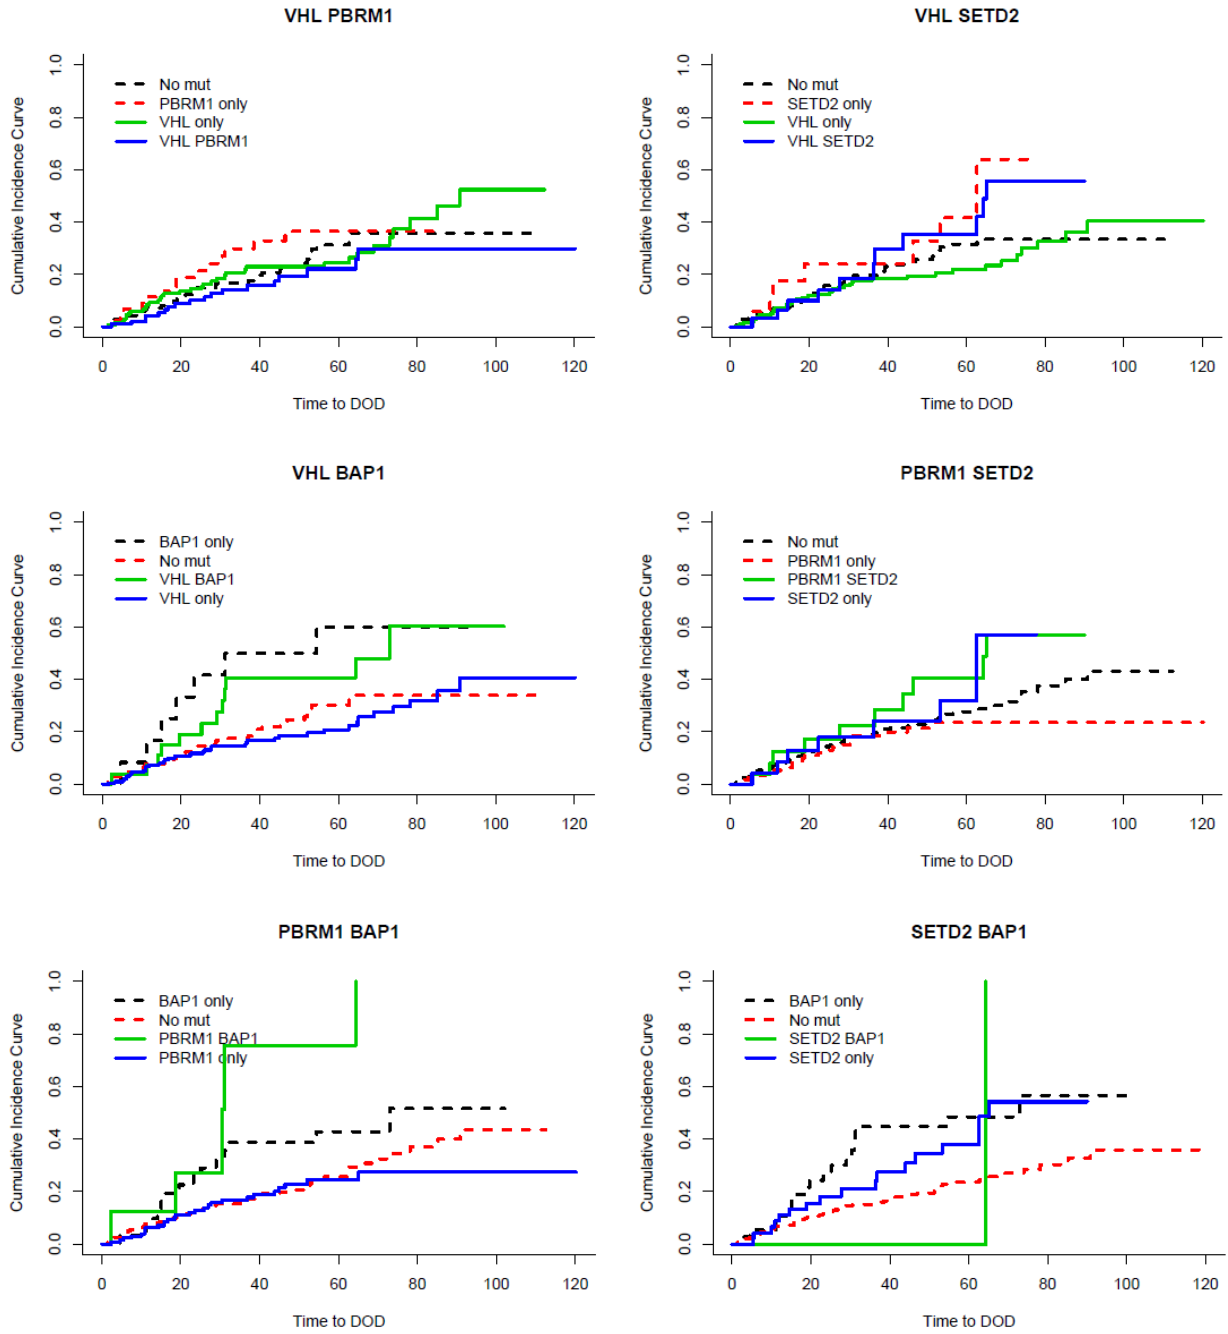 VHL PBRM1
Cumulative Incidence Curve
1.0
0.8
0.6
0.4
0.2
0.0
No mut
PBRM1 only
VHL only
VHL PBRM1
0 20 40 60 80 100 120
Time to DOD
VHL SETD2
Cumulative Incidence Curve
1.0
0.8
0.6
0.4
0.2
0.0
No mut
SETD2 only
VHL only
VHL SETD2
0 20 40 60 80 100 120
Time to DOD
VHL BAP1
Cumulative Incidence Curve
1.0
0.8
0.6
0.4
0.2
0.0
BAP1 only
No mut
VHL BAP1
VHL only
0 20 40 60 80 100 120
Time to DOD
PBRM1 SETD2
Cumulative Incidence Curve
1.0
0.8
0.6
0.4
0.2
0.0
No mut
PBRM1 only
PBRM1 SETD2
SETD2 only
0 20 40 60 80 100 120
Time to DOD
PBRM1 BAP1
Cumulative Incidence Curve
1.0
0.8
0.6
0.4
0.2
0.0
BAP1 only
No mut
PBRM1 BAP1
PBRM1 only
0 20 40 60 80 100 120
Time to DOD
SETD2 BAP1
Cumulative Incidence Curve
1.0
0.8
0.6
0.4
0.2
0.0
BAP1 only
No mut
SETD2 BAP1
SETD2 only
0 20 40 60 80 100 120
Time to DOD